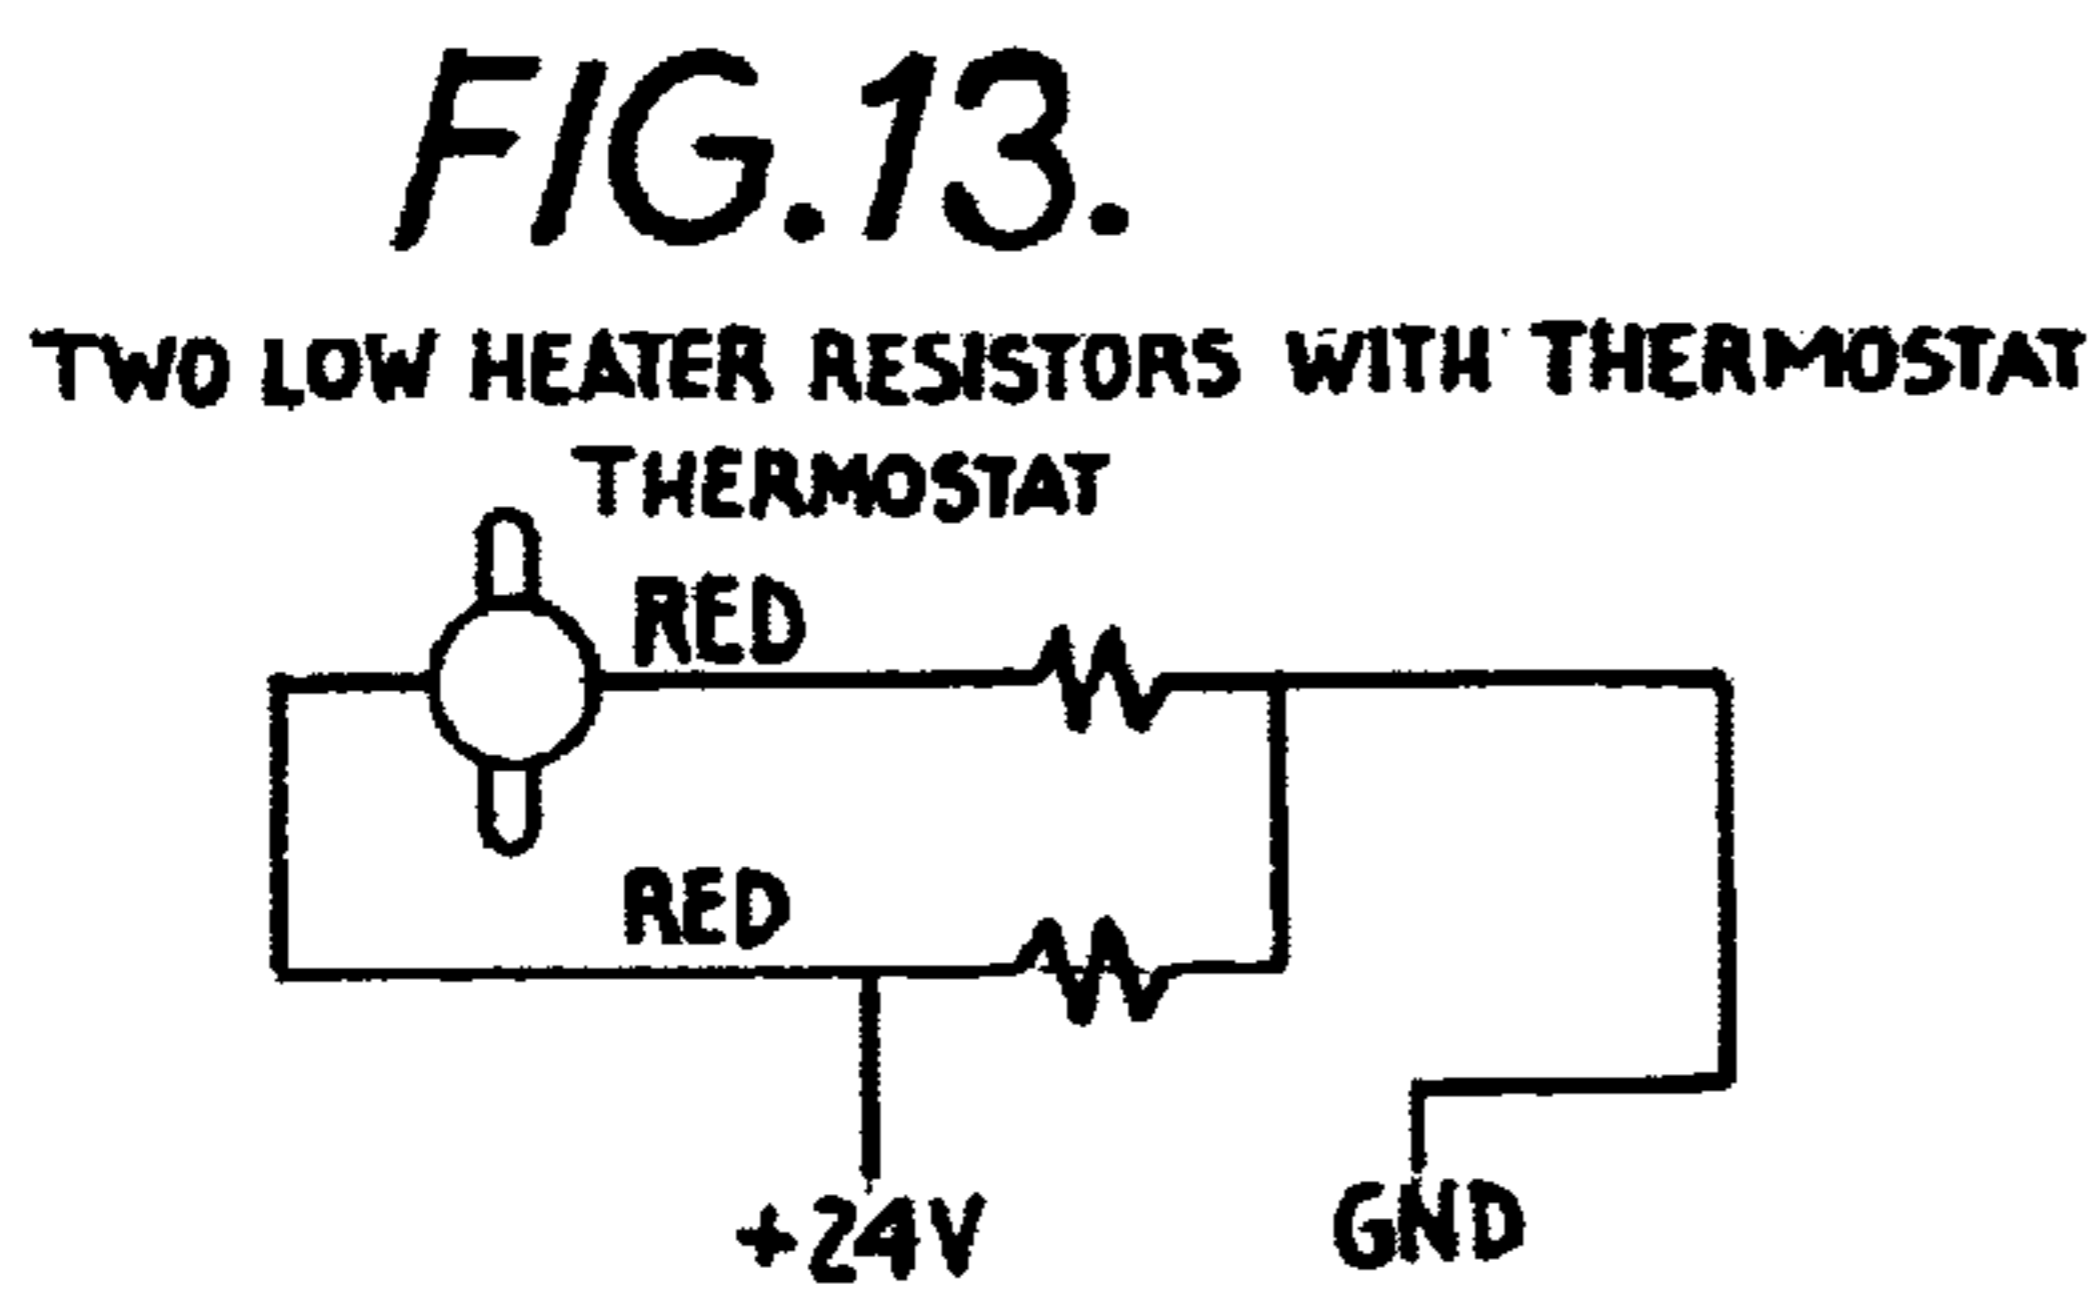 FIG.13.
TWO LOW HEATER RESISTORS WITH THERMOSTAT
THERMOSTAT
RED
RED
+24V
GND